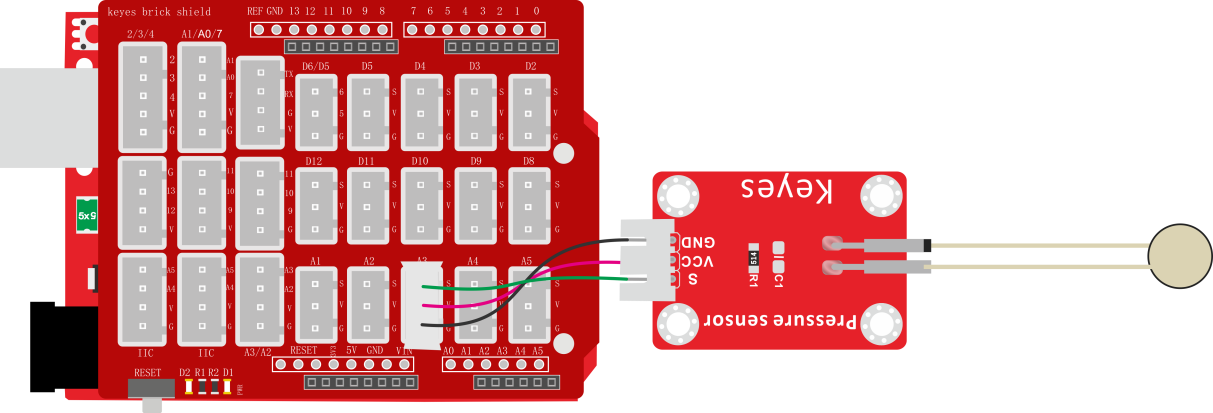 keyes brick shield
REF GND 13 12 11 10 9 8 7 6 5 4 3 2 1 0
2/3/4 A1/A0/7
2 3 4 V G
A1 A0 7 V G
TX RX G V
D6/D5 D5 D4 D3 D2
6 5 G
S V G
S V G
S V G
S V G
G 13 12 V
11 10 9 V
11 10 9 V
D12 D11 D10 D9 D8
S V G
S V G
S V G
S V G
S V G
A5 A4 V G
A5 A4 V G
A3 A2 V G
A1 A2 A3 A4 A5
S V G
S V G
S V G
S V G
S V G
IIC IIC A3/A2
RESET 3V3 5V GND VIN A0 A1 A2 A3 A4 A5
RESET D2 R1 R2 D1 PWR
5x9
Keyes
GND
VCC
S
514
R1 C1
Pressure sensor